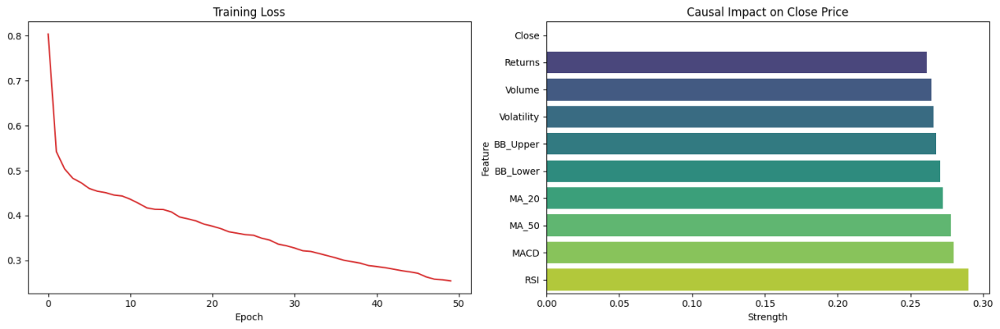 Training Loss
0.8
0.7
0.6
0.5
0.4
0.3
0
10
20
30
40
50
Epoch
Causal Impact on Close Price
Feature
Close
Returns
Volume
Volatility
BB_Upper
BB_Lower
MA_20
MA_50
MACD
RSI
0.00
0.05
0.10
0.15
0.20
0.25
0.30
Strength